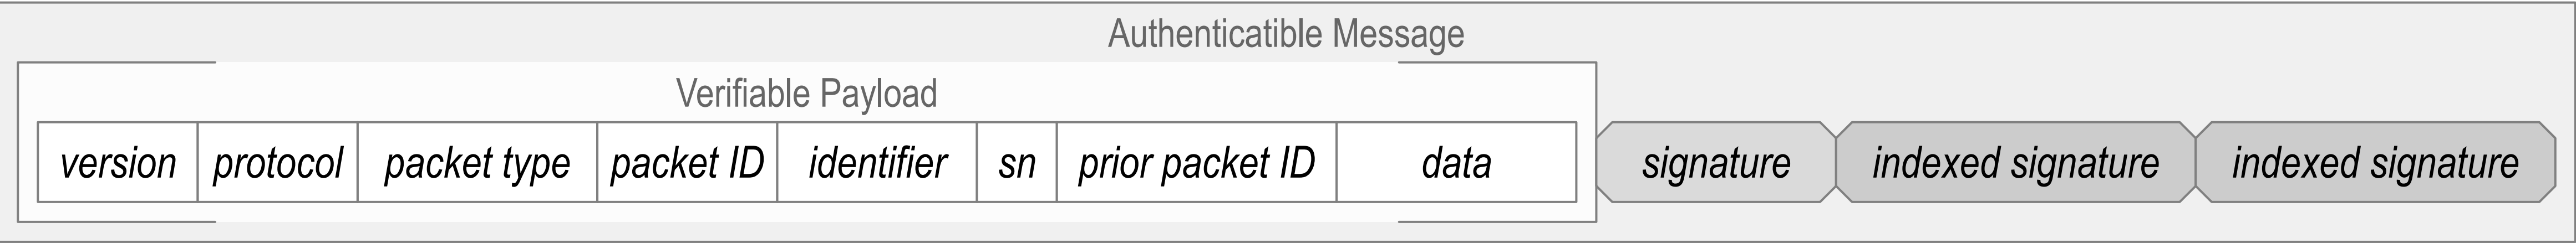 Authenticatible Message
Verifiable Payload
version protocol packet type packet ID identifier sn prior packet ID data signature indexed signature indexed signature